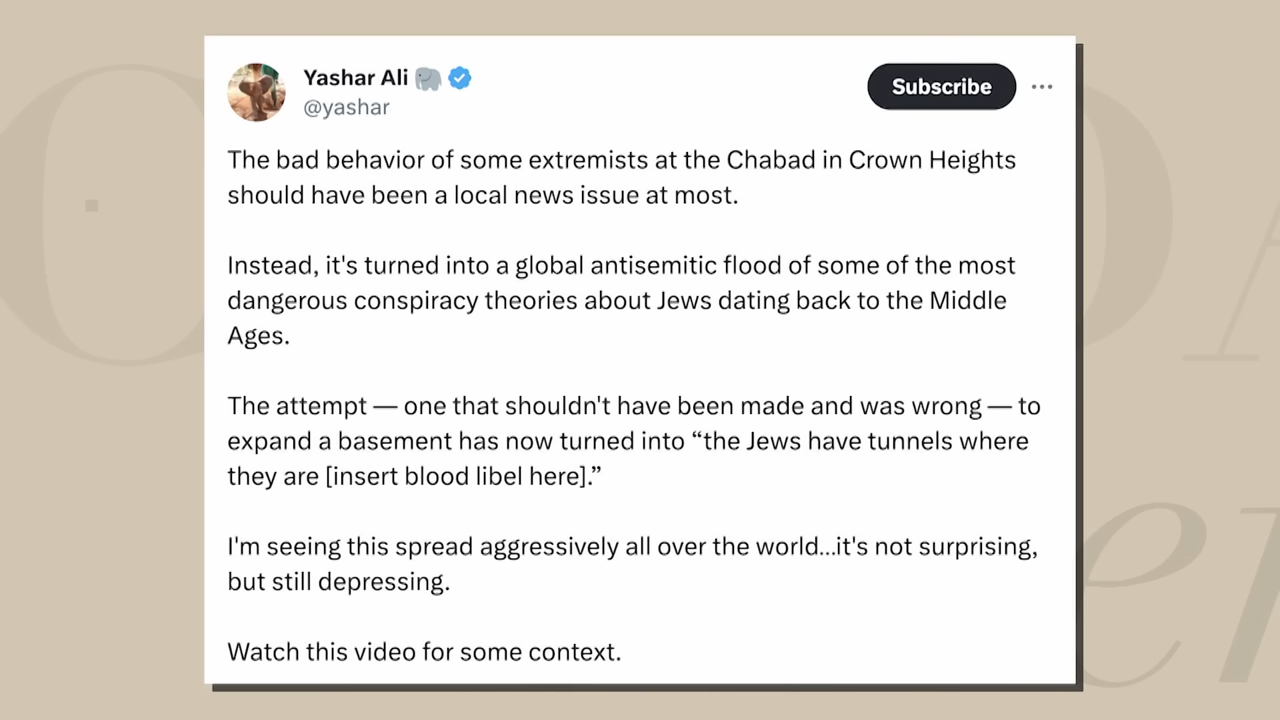 Yashar Ali 🐘
@yashar
Subscribe
The bad behavior of some extremists at the Chabad in Crown Heights
should have been a local news issue at most.
Instead, it's turned into a global antisemitic flood of some of the most
dangerous conspiracy theories about Jews dating back to the Middle
Ages.
The attempt — one that shouldn't have been made and was wrong — to
expand a basement has now turned into “the Jews have tunnels where
they are [insert blood libel here].”
I'm seeing this spread aggressively all over the world...it's not surprising,
but still depressing.
Watch this video for some context.